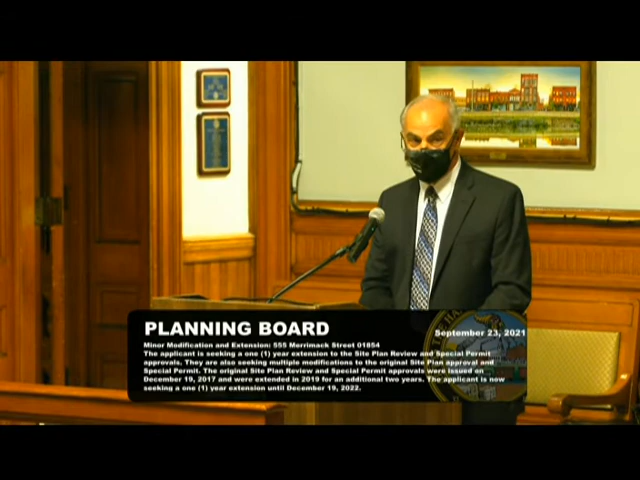 PLANNING BOARD
September 23, 2021
Minor Modification and Extension: 555 Merrimack Street 01854
The applicant is seeking a one (1) year extension to the Site Plan Review and Special Permit
approvals. They are also seeking multiple modifications to the original Site Plan approval and
Special Permit. The original Site Plan Review and Special Permit approvals were issued on
December 19, 2017 and were extended in 2019 for an additional two years. The applicant is now
seeking a one (1) year extension until December 19, 2022.